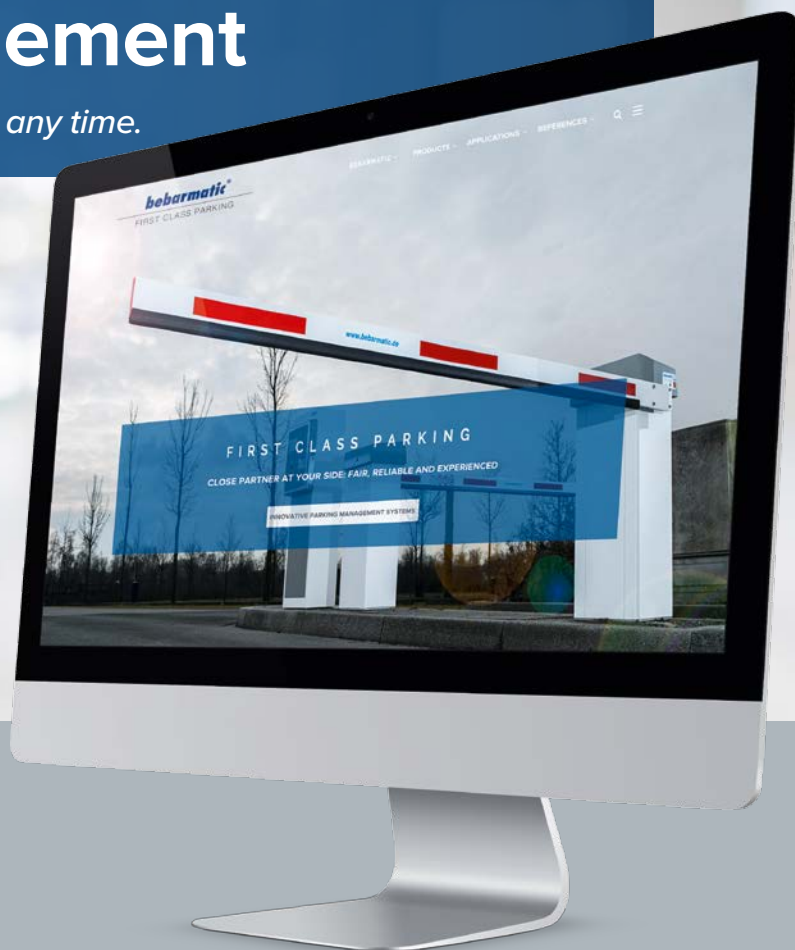 ement
any time.
BEBARMATIC PRODUCTS APPLICATIONS REFERENCES
bebarmatic®
FIRST CLASS PARKING
www.bebarmatic.de
FIRST CLASS PARKING
CLOSE PARTNER AT YOUR SIDE: FAIR, RELIABLE AND EXPERIENCED
INNOVATIVE PARKING MANAGEMENT SYSTEMS